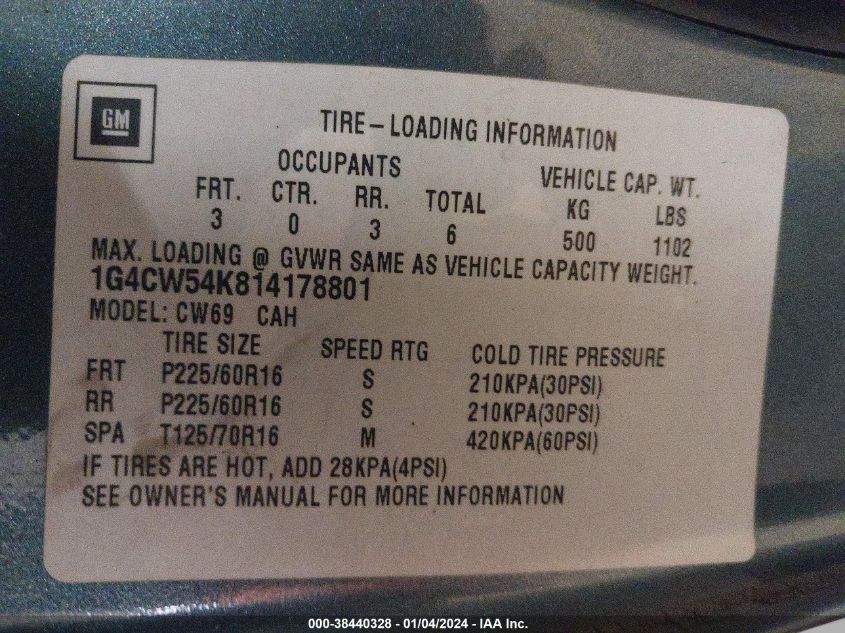 GM
TIRE–LOADING INFORMATION
OCCUPANTS VEHICLE CAP. WT.
FRT. CTR. RR. TOTAL KG LBS
3 0 3 6 500 1102
MAX. LOADING @ GVWR SAME AS VEHICLE CAPACITY WEIGHT.
1G4CW54K814178801
MODEL: CW69 CAH
TIRE SIZE SPEED RTG COLD TIRE PRESSURE
FRT P225/60R16 S 210KPA(30PSI)
RR P225/60R16 S 210KPA(30PSI)
SPA T125/70R16 M 420KPA(60PSI)
IF TIRES ARE HOT, ADD 28KPA(4PSI)
SEE OWNER'S MANUAL FOR MORE INFORMATION
000-38440328 - 01/04/2024 - IAA Inc.